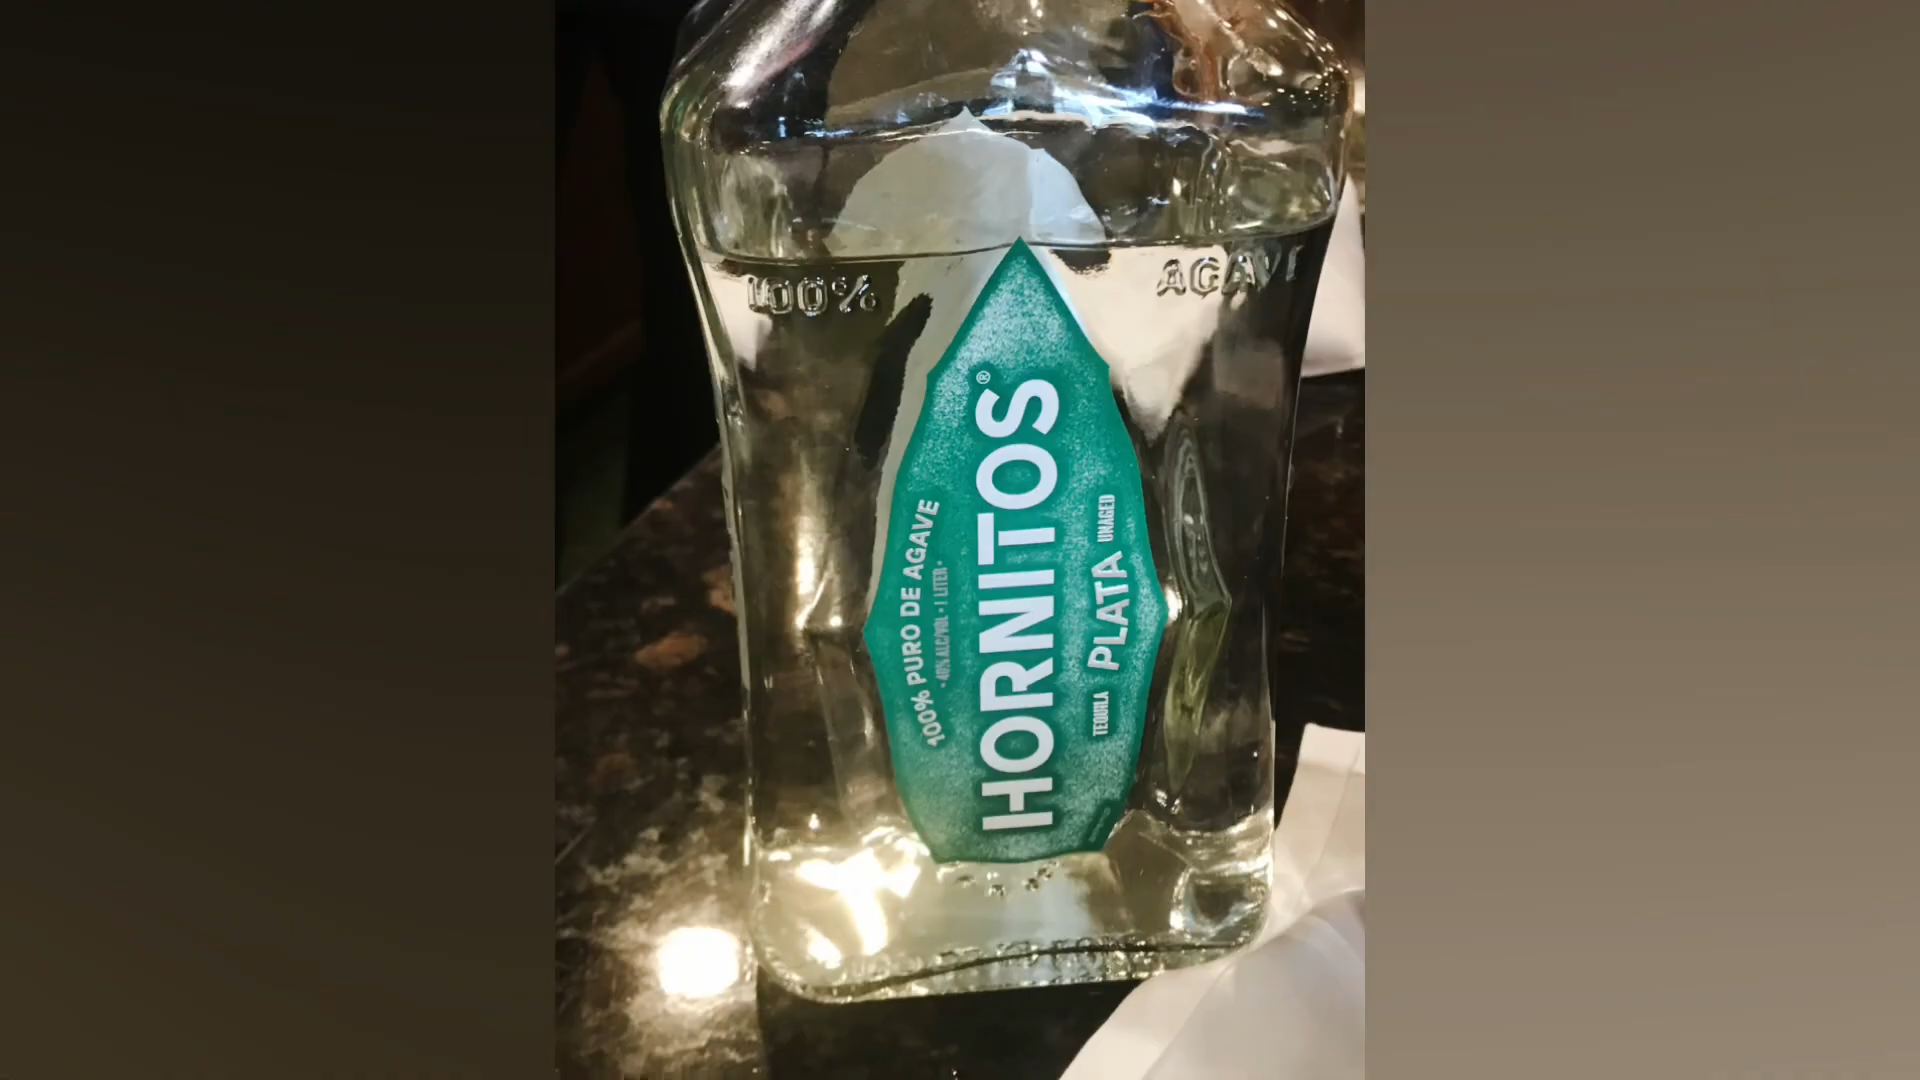 100%
AGAVE
100% PURO DE AGAVE
• 40% ALC/VOL • 1 LITER •
HORNITOS®
TEQUILA PLATA UNAGED